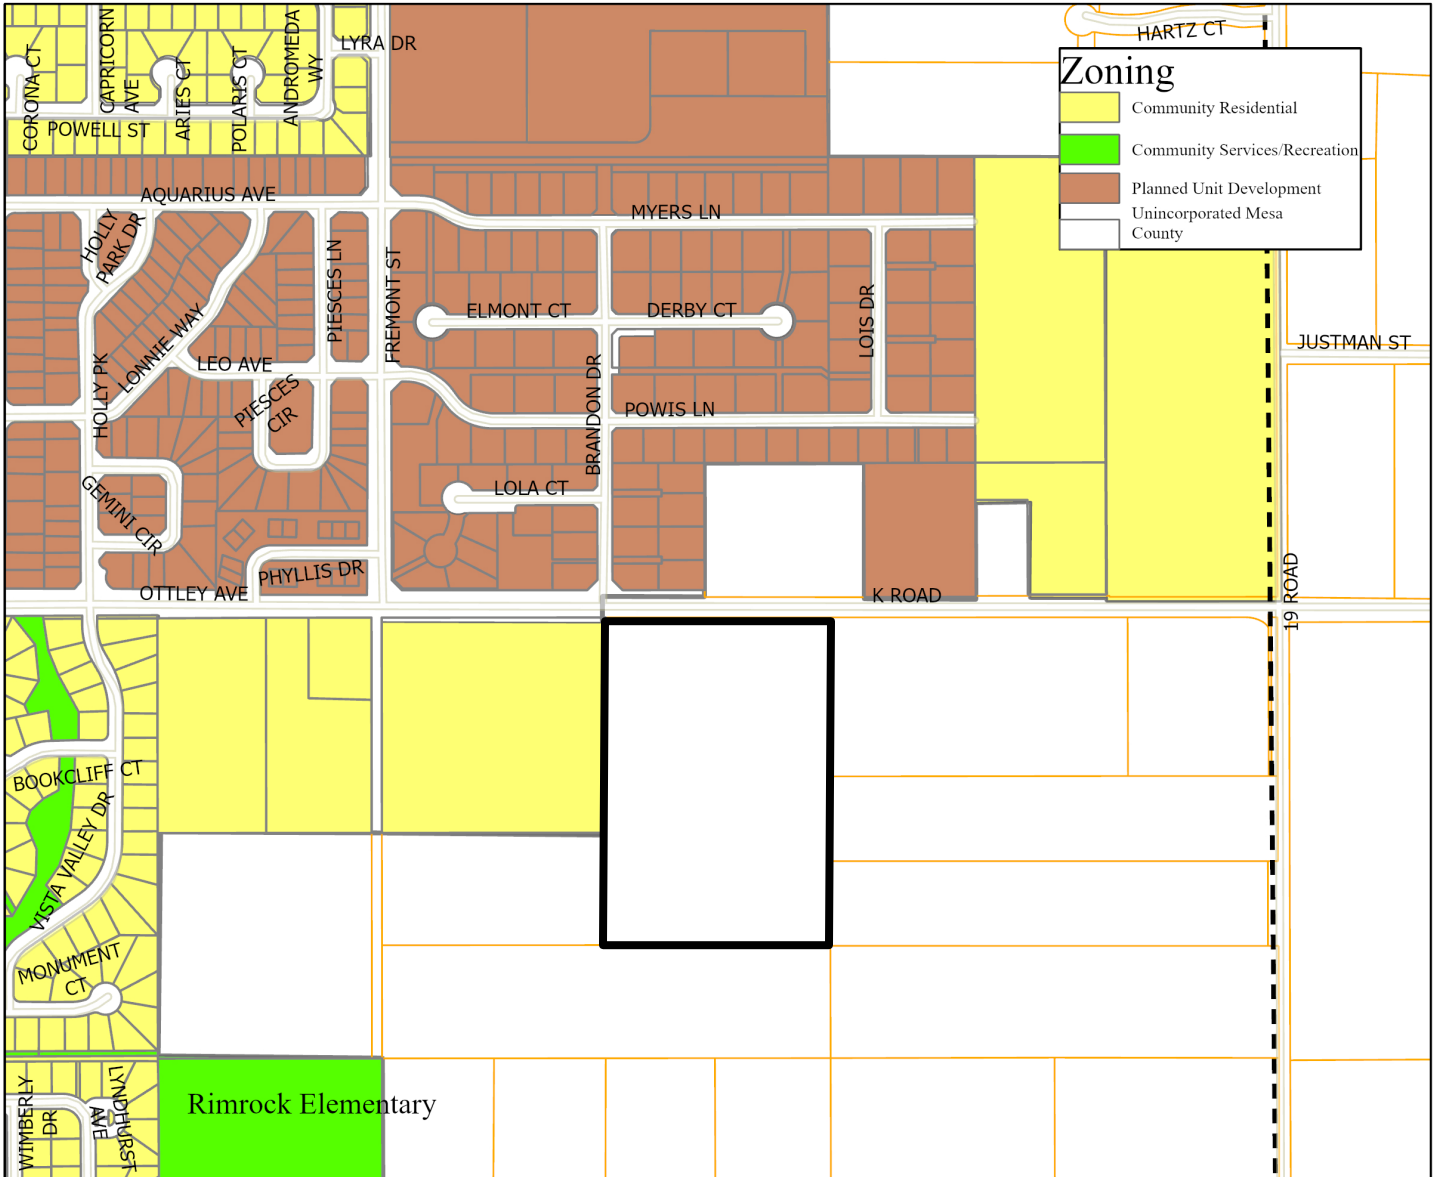 HARTZ CT
LYRA DR
CORONA CT
CAPRICORN
AVE
ARIES CT
POLARIS CT
ANDROMEDA
WY
POWELL ST
Zoning
Community Residential
Community Services/Recreation
Planned Unit Development
Unincorporated Mesa
County
AQUARIUS AVE
MYERS LN
HOLLY
PARK DR
PIESCES LN
FREMONT ST
ELMONT CT
DERBY CT
LOIS DR
JUSTMAN ST
LONNIE WAY
LEO AVE
HOLLY PK
PIESCES
CIR
BRANDON DR
POWIS LN
LOLA CT
GEMINI CIR
PHYLLIS DR
OTTLEY AVE
K ROAD
19 ROAD
BOOKCLIFF CT
VISTA VALLEY DR
MONUMENT
CT
WIMBERLY
DR
LYNDHURST
AVE
Rimrock Elementary